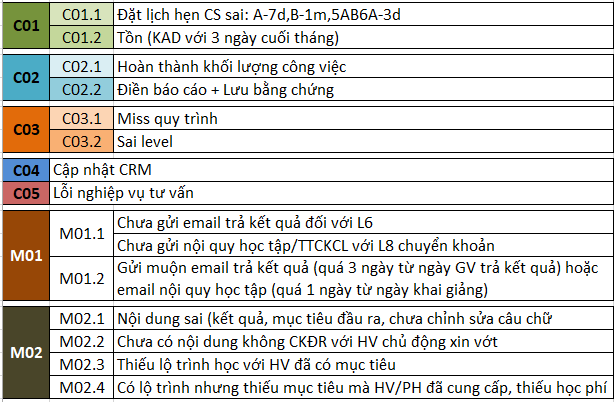 C01
C01.1 Đặt lịch hẹn CS sai: A-7d,B-1m,5AB6A-3d
C01.2 Tồn (KAD với 3 ngày cuối tháng)
C02
C02.1 Hoàn thành khối lượng công việc
C02.2 Điền báo cáo + Lưu bằng chứng
C03
C03.1 Miss quy trình
C03.2 Sai level
C04 Cập nhật CRM
C05 Lỗi nghiệp vụ tư vấn
M01
M01.1 Chưa gửi email trả kết quả đối với L6
Chưa gửi nội quy học tập/TTCKCL với L8 chuyển khoản
M01.2 Gửi muộn email trả kết quả (quá 3 ngày từ ngày GV trả kết quả) hoặc
email nội quy học tập (quá 1 ngày từ ngày khai giảng)
M02
M02.1 Nội dung sai (kết quả, mục tiêu đầu ra, chưa chỉnh sửa câu chữ
M02.2 Chưa có nội dung không CKĐR với HV chủ động xin vớt
M02.3 Thiếu lộ trình học với HV đã có mục tiêu
M02.4 Có lộ trình nhưng thiếu mục tiêu mà HV/PH đã cung cấp, thiếu học phí